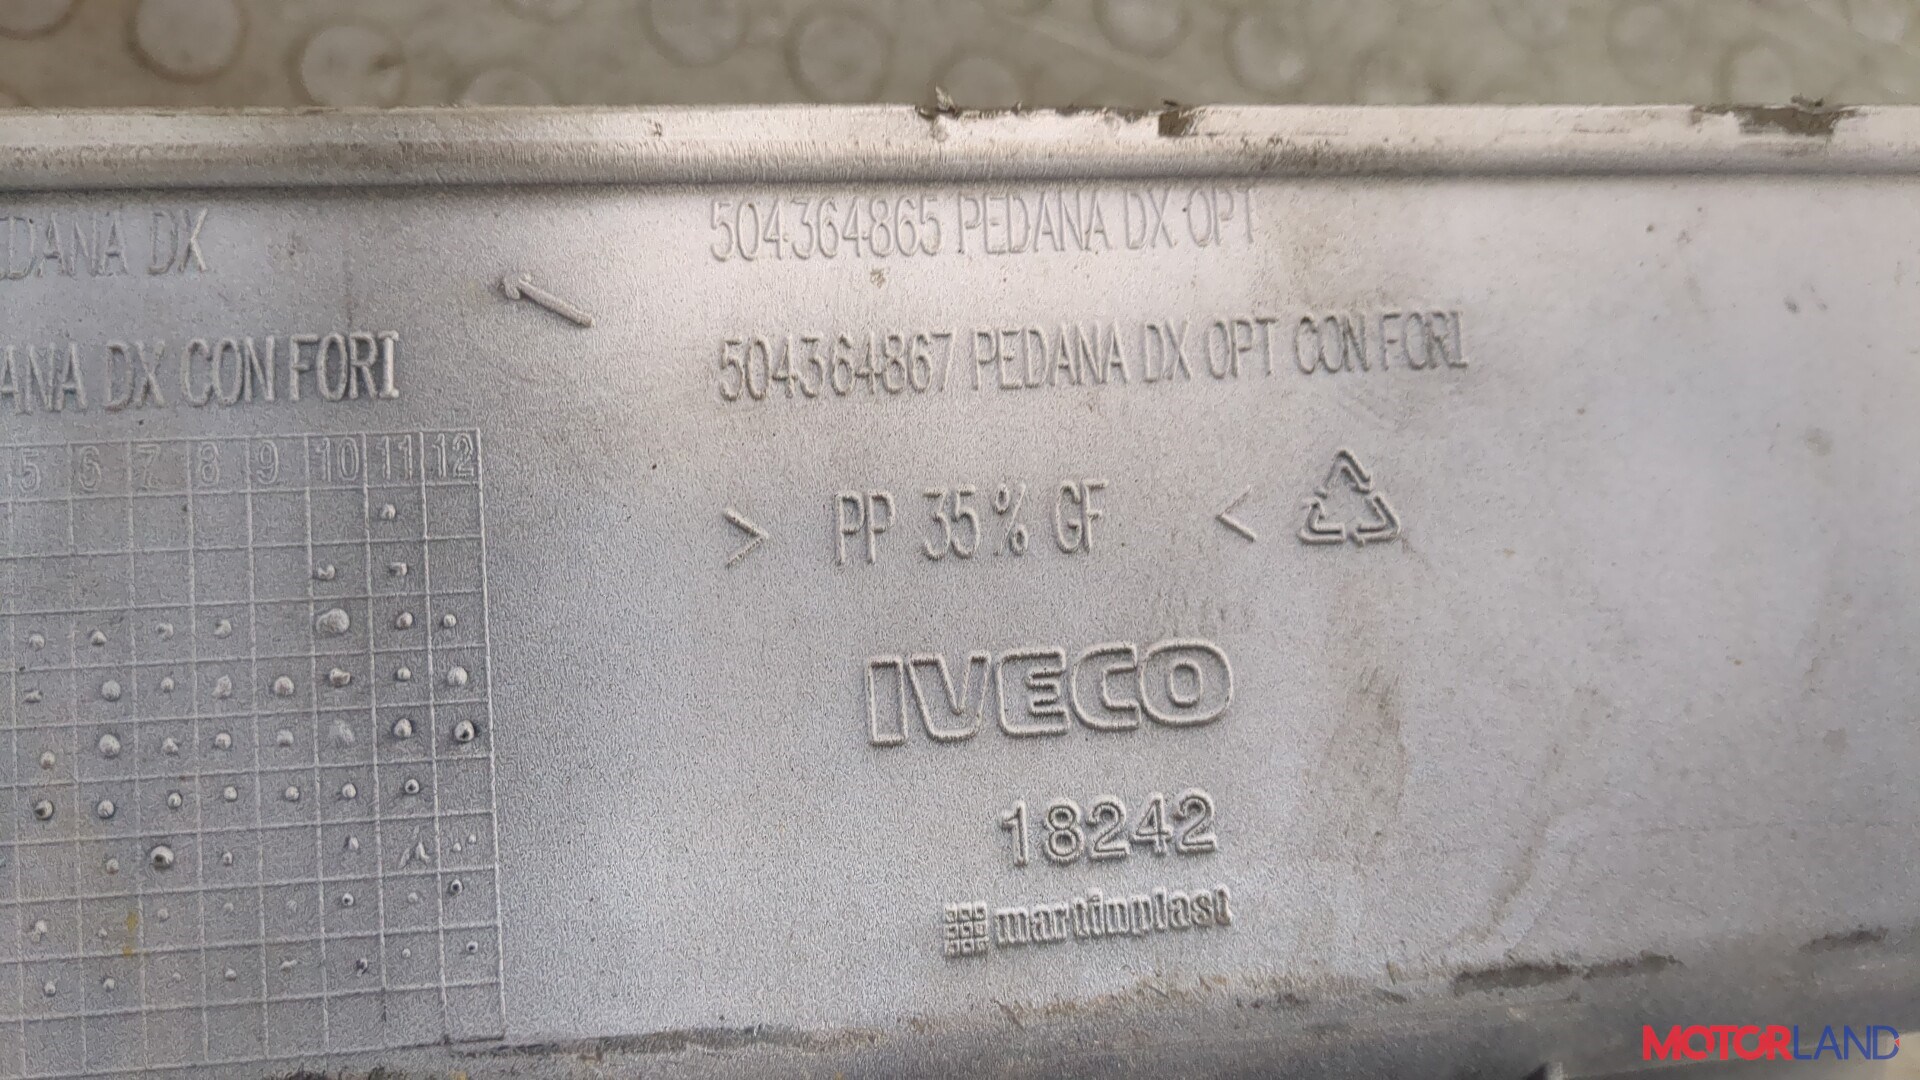 DANA DX
504364865 PEDANA DX OPT
ANA DX CON FORI
504364867 PEDANA DX OPT CON FORI
5 6 7 8 9 10 11 12
> PP 35% GF <
IVECO
18242
martinplast
MOTORLAND